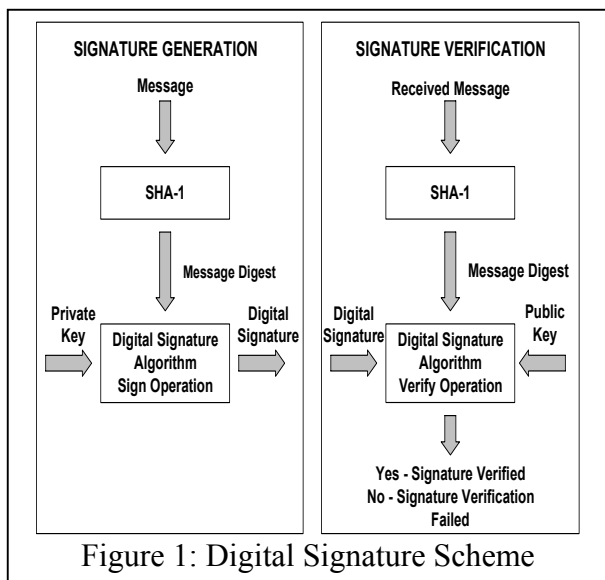 SIGNATURE GENERATION
Message
SHA-1
Message Digest
Private
Key
Digital Signature
Algorithm
Sign Operation
Digital
Signature
SIGNATURE VERIFICATION
Received Message
SHA-1
Message Digest
Digital
Signature
Digital Signature
Algorithm
Verify Operation
Public
Key
Yes - Signature Verified
No - Signature Verification
Failed
Figure 1: Digital Signature Scheme